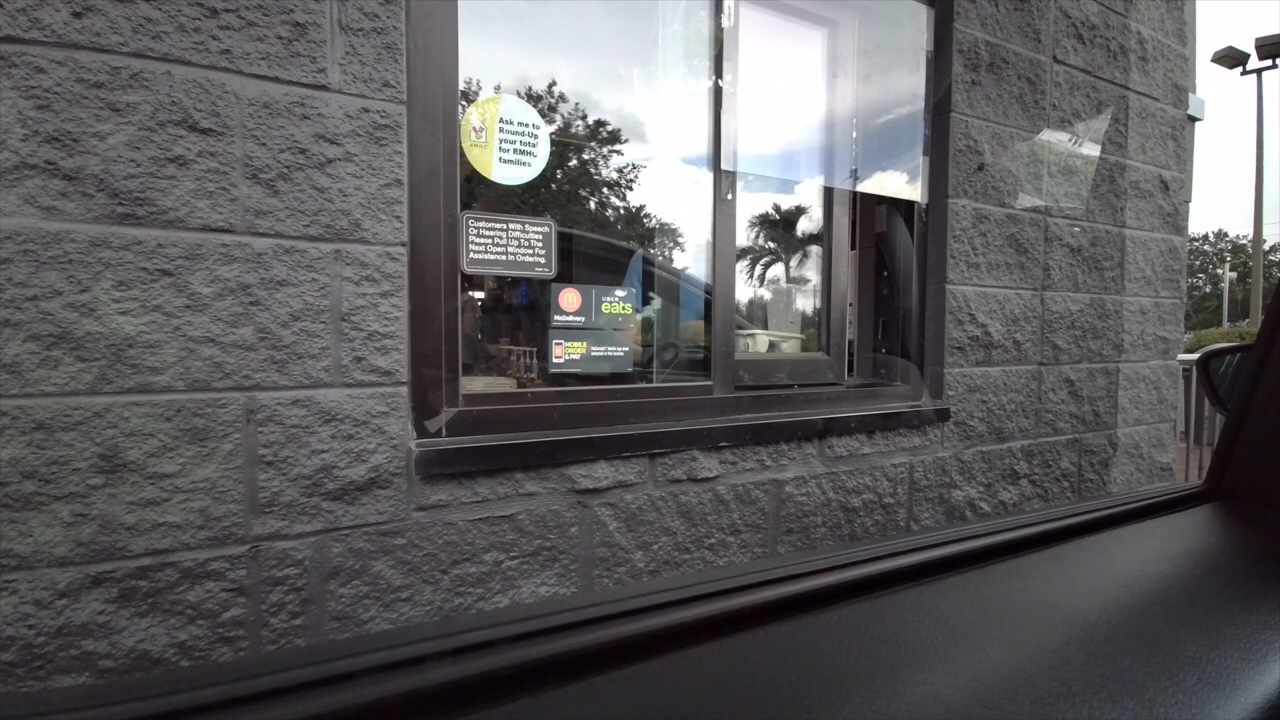 Ask me to
Round-Up
your total
for RMHC
families
RMHC
Customers With Speech
Or Hearing Difficulties
Please Pull Up To The
Next Open Window For
Assistance In Ordering.
McDelivery
UBER
eats
MOBILE
ORDER
& PAY